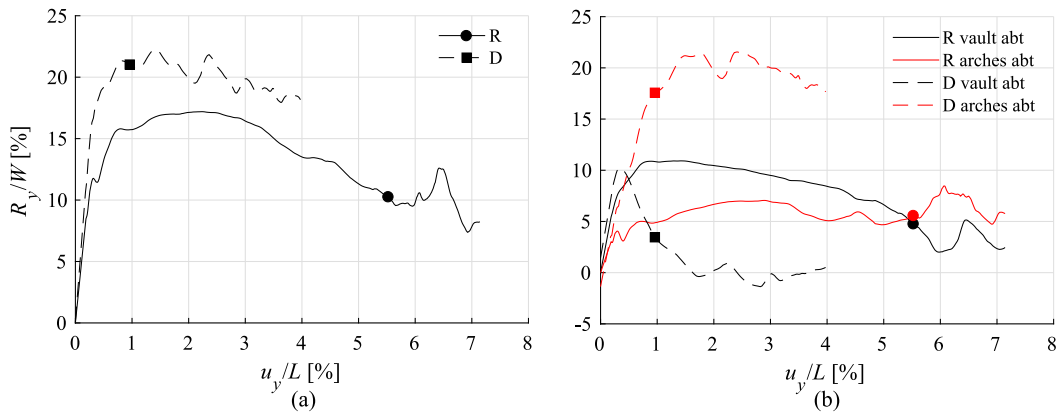 (a)
25
20
15
10
5
0
0 1 2 3 4 5 6 7 8
R_y/W [%]
u_y/L [%]
R
D
(b)
25
20
15
10
5
0
-5
0 1 2 3 4 5 6 7 8
u_y/L [%]
R vault abt
R arches abt
D vault abt
D arches abt